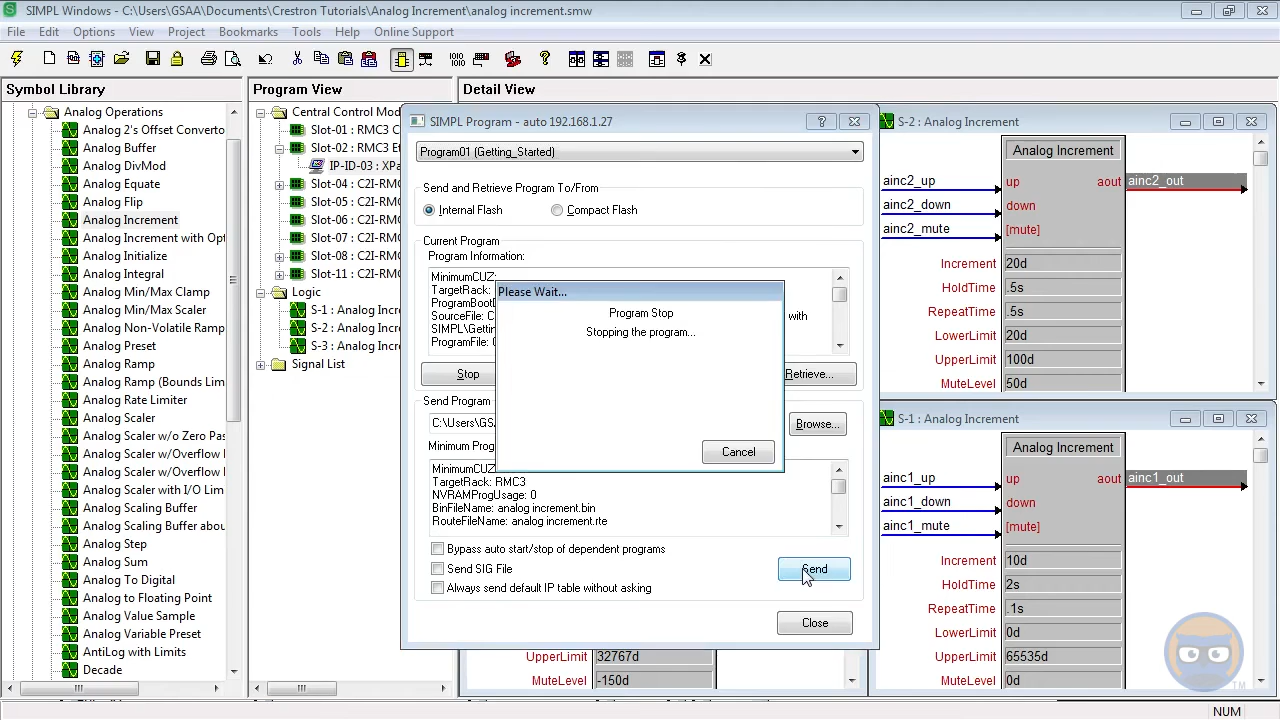 SIMPL Windows - C:\Users\GSAA\Documents\Crestron Tutorials\Analog Increment\analog increment.smw
File Edit Options View Project Bookmarks Tools Help Online Support
Symbol Library
Analog Operations
Analog 2's Offset Converto
Analog Buffer
Analog DivMod
Analog Equate
Analog Flip
Analog Increment
Analog Increment with Opt
Analog Initialize
Analog Integral
Analog Min/Max Clamp
Analog Min/Max Scaler
Analog Non-Volatile Ramp
Analog Preset
Analog Ramp
Analog Ramp (Bounds Lim
Analog Rate Limiter
Analog Scaler
Analog Scaler w/o Zero Pas
Analog Scaler w/Overflow
Analog Scaler w/Overflow I
Analog Scaler with I/O Lim
Analog Scaling Buffer
Analog Scaling Buffer abou
Analog Step
Analog Sum
Analog To Digital
Analog to Floating Point
Analog Value Sample
Analog Variable Preset
AntiLog with Limits
Decade
Program View
Central Control Mod
Slot-01 : RMC3
Slot-02 : RMC3 E
IP-ID-03 : XPa
Slot-04 : C2I-RMC
Slot-05 : C2I-RMC
Slot-06 : C2I-RMC
Slot-07 : C2I-RMC
Slot-08 : C2I-RMC
Slot-11 : C2I-RMC
Logic
S-1 : Analog Incre
S-2 : Analog Incre
S-3 : Analog Incre
Signal List
Detail View
SIMPL Program - auto 192.168.1.27
Program01 (Getting_Started)
Send and Retrieve Program To/From
Internal Flash
Compact Flash
Current Program
Program Information:
MinimumCUZ:
TargetRack:
ProgramBootD
SourceFile: C
with
SIMPL\Gettin
ProgramFile:
Stop
Retrieve...
Please Wait...
Program Stop
Stopping the program...
Cancel
Send Program
C:\Users\GSA
Browse...
Minimum Prog
MinimumCUZ:
TargetRack: RMC3
NVRAMProgUsage: 0
BinFileName: analog increment.bin
RouteFileName: analog increment.rte
Bypass auto start/stop of dependent programs
Send SIG File
Always send default IP table without asking
Send
Close
UpperLimit 32767d
MuteLevel -150d
S-2 : Analog Increment
Analog Increment
ainc2_up up aout ainc2_out
ainc2_down down
ainc2_mute [mute]
Increment 20d
HoldTime .5s
RepeatTime .5s
LowerLimit 20d
UpperLimit 100d
MuteLevel 50d
S-1 : Analog Increment
Analog Increment
ainc1_up up aout ainc1_out
ainc1_down down
ainc1_mute [mute]
Increment 10d
HoldTime 2s
RepeatTime .1s
LowerLimit 0d
UpperLimit 65535d
MuteLevel 0d
TM
NUM